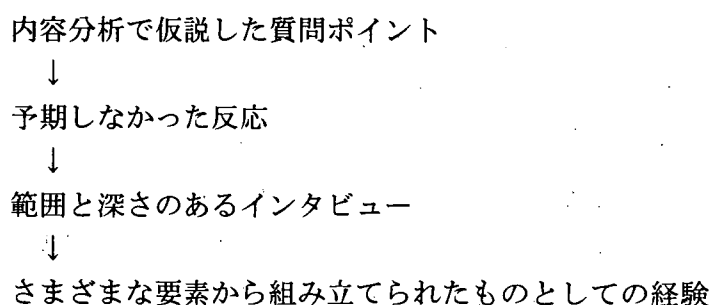 内容分析で仮説した質問ポイント
↓
予期しなかった反応
↓
範囲と深さのあるインタビュー
↓
さまざまな要素から組み立てられたものとしての経験